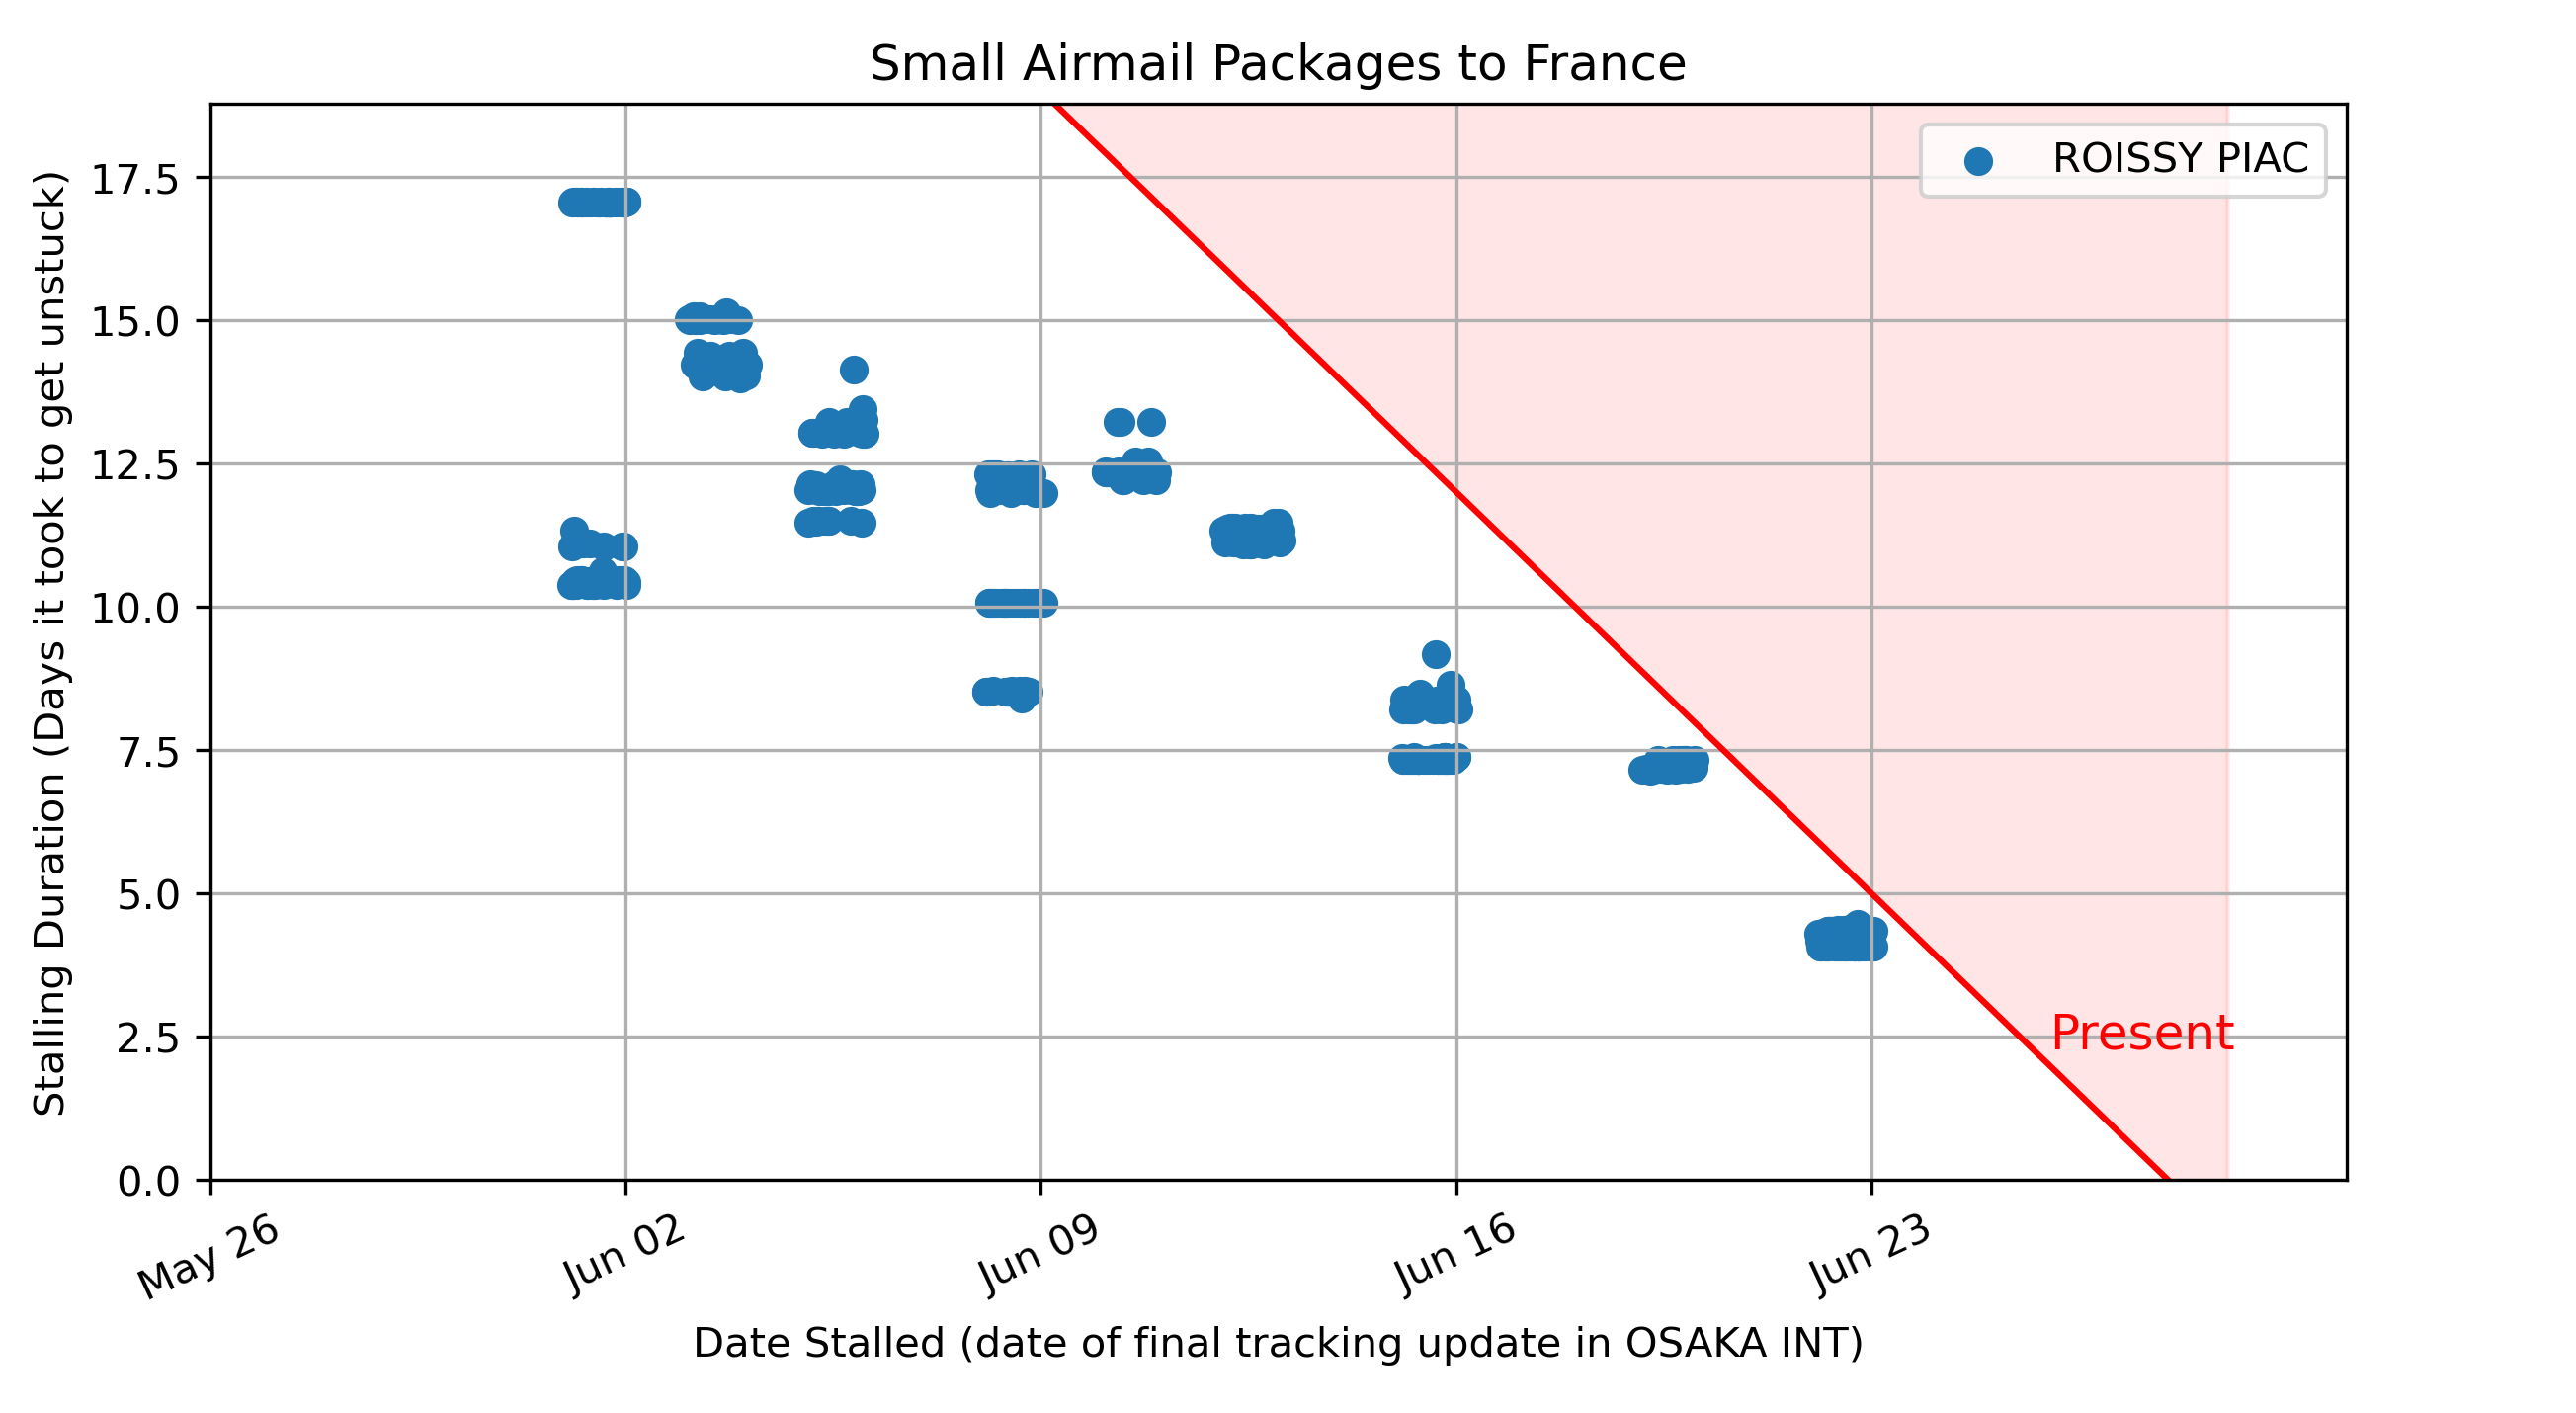 Small Airmail Packages to France
ROISSY PIAC
Stalling Duration (Days it took to get unstuck)
17.5
15.0
12.5
10.0
7.5
5.0
2.5
0.0
Present
May 26
Jun 02
Jun 09
Jun 16
Jun 23
Date Stalled (date of final tracking update in OSAKA INT)